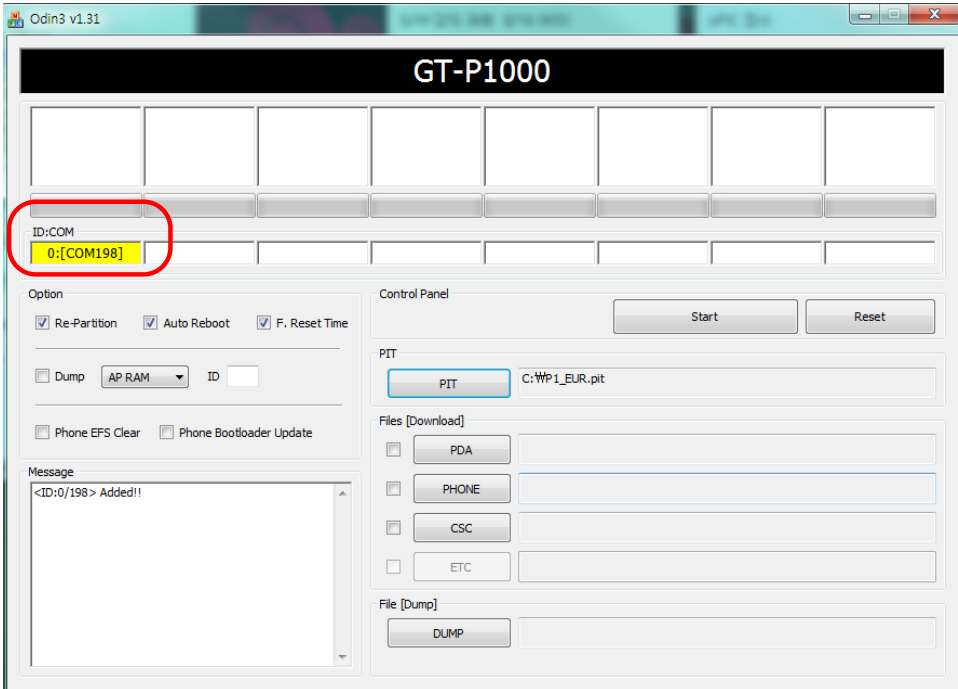 Odin3 v1.31
GT-P1000
ID:COM
0:[COM198]
Option
Re-Partition Auto Reboot F. Reset Time
Dump AP RAM ID
Phone EFS Clear Phone Bootloader Update
Message
<ID:0/198> Added!!
Control Panel
Start Reset
PIT
PIT C:₩P1_EUR.pit
Files [Download]
PDA
PHONE
CSC
ETC
File [Dump]
DUMP